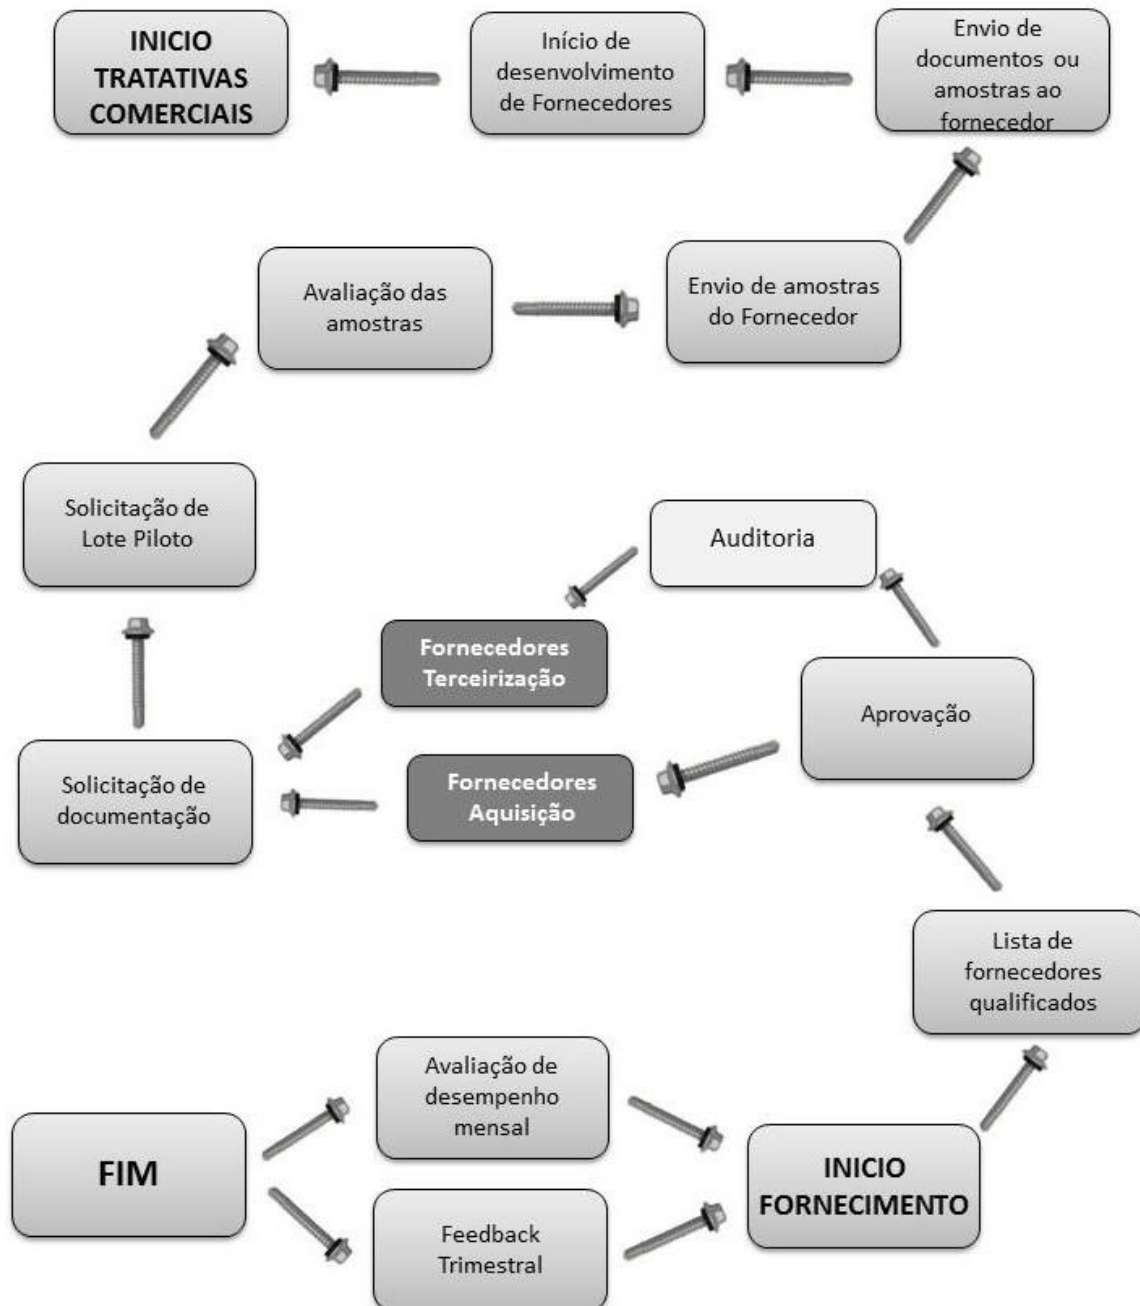 INICIO
TRATATIVAS
COMERCIAIS
Início de
desenvolvimento
de Fornecedores
Envio de
documentos ou
amostras ao
fornecedor
Avaliação das
amostras
Envio de amostras
do Fornecedor
Solicitação de
Lote Piloto
Auditoria
Fornecedores
Terceirização
Aprovação
Solicitação de
documentação
Fornecedores
Aquisição
Lista de
fornecedores
qualificados
Avaliação de
desempenho
mensal
FIM
INICIO
FORNECIMENTO
Feedback
Trimestral